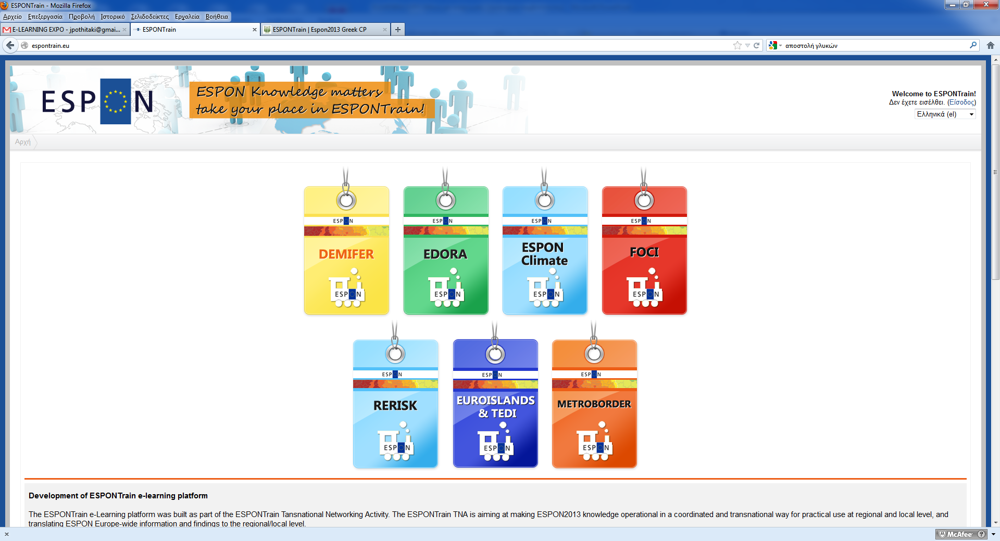 ESPONTrain - Mozilla Firefox
Αρχείο Επεξεργασία Προβολή Ιστορικό Σελιδοδείκτες Εργαλεία Βοήθεια
E-LEARNING EXPO - jpothitaki@gmai... ESPONTrain ESPONTrain | Espon2013 Greek CP
espontrain.eu αποστολή γλυκών
ESPON
ESPON Knowledge matters
take your place in ESPONTrain!
Welcome to ESPONTrain!
Δεν έχετε εισέλθει. (Είσοδος)
Ελληνικά (el)
Αρχή
ESPON ESPON ESPON ESPON
DEMIFER EDORA ESPON Climate FOCI
ESPON ESPON ESPON ESPON
ESPON ESPON ESPON
RERISK EUROISLANDS & TEDI METROBORDER
ESPON ESPON ESPON
Development of ESPONTrain e-learning platform
The ESPONTrain e-Learning platform was built as part of the ESPONTrain Tansnational Networking Activity. The ESPONTrain TNA is aiming at making ESPON2013 knowledge operational in a coordinated and transnational way for practical use at regional and local level, and
translating ESPON Europe-wide information and findings to the regional/local level.
McAfee